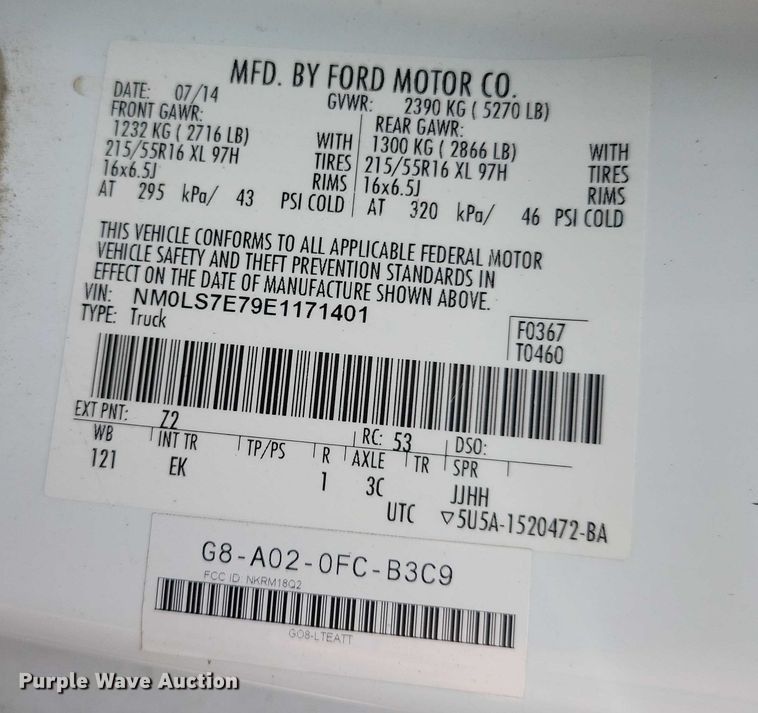 MFD. BY FORD MOTOR CO.
DATE: 07/14 GVWR: 2390 KG ( 5270 LB)
FRONT GAWR: REAR GAWR:
1232 KG ( 2716 LB) WITH 1300 KG ( 2866 LB) WITH
215/55R16 XL 97H TIRES 215/55R16 XL 97H TIRES
16x6.5J RIMS 16x6.5J RIMS
AT 295 kPa/ 43 PSI COLD AT 320 kPa/ 46 PSI COLD
THIS VEHICLE CONFORMS TO ALL APPLICABLE FEDERAL MOTOR
VEHICLE SAFETY AND THEFT PREVENTION STANDARDS IN
EFFECT ON THE DATE OF MANUFACTURE SHOWN ABOVE.
VIN: NM0LS7E79E1171401
TYPE: Truck
F0367
T0460
EXT PNT: Z2 RC: 53 DSO:
WB INT TR TP/PS R AXLE TR SPR
121 EK 1 3C JJHH
UTC ▽5U5A-1520472-BA
G8-A02-0FC-B3C9
FCC ID: NKRM18Q2
GO8-LTEATT
Purple Wave Auction